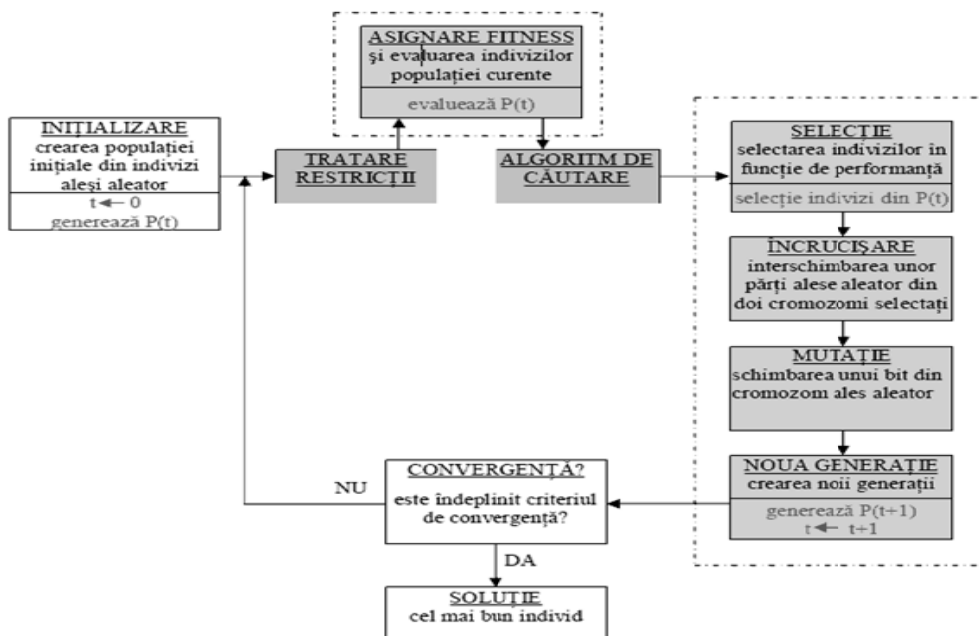 INIȚIALIZARE
crearea populației
inițiale din indivizi
aleși aleator
t ← 0
generează P(t)
TRATARE
RESTRICȚII
ASIGNARE FITNESS
și evaluarea indivizilor
populației curente
evaluează P(t)
ALGORITM DE
CĂUTARE
SELECȚIE
selectarea indivizilor în
funcție de performanță
selecție indivizi din P(t)
ÎNCRUCIȘARE
interschimbarea unor
părți alese aleator din
doi cromozomi selectați
MUTAȚIE
schimbarea unui bit din
cromozom ales aleator
NOUA GENERAȚIE
crearea noii generații
generează P(t+1)
t ← t+1
CONVERGENȚĂ?
este îndeplinit criteriul
de convergență?
NU
DA
SOLUȚIE
cel mai bun individ